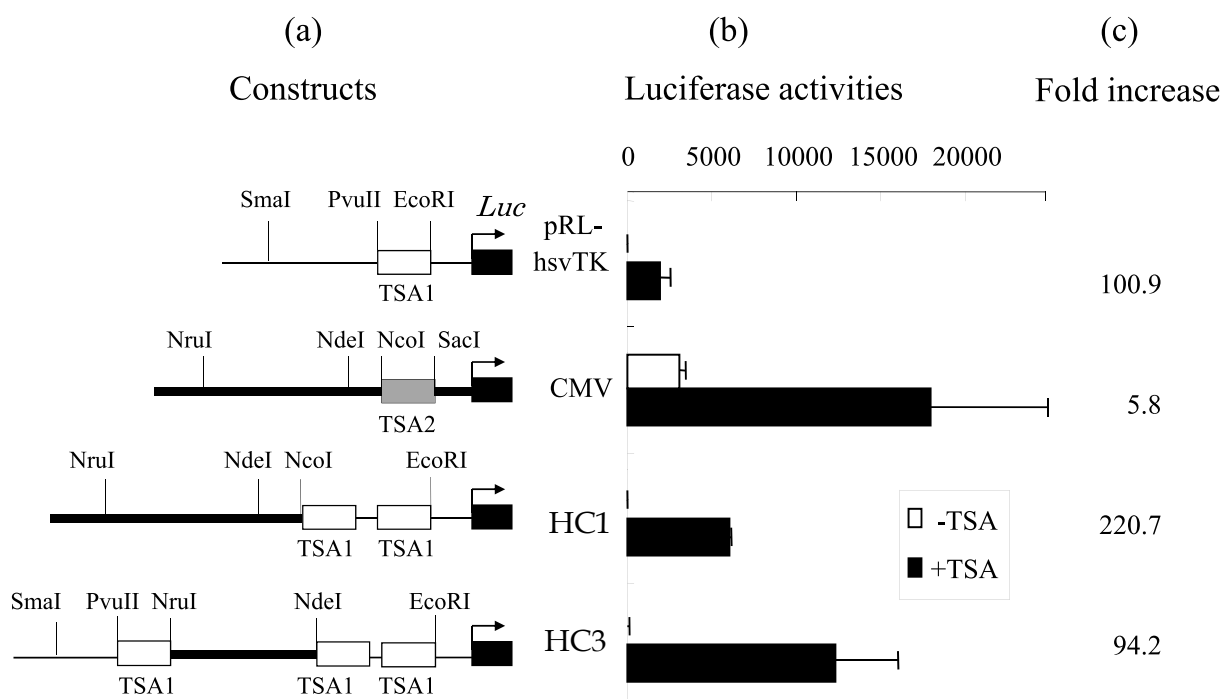 (a) (b) (c)
Constructs Luciferase activities Fold increase
0 5000 10000 15000 20000
SmaI PvuII EcoRI Luc
TSA1
pRL-
hsvTK
100.9
NruI NdeI NcoI SacI
TSA2
CMV
5.8
NruI NdeI NcoI EcoRI
TSA1 TSA1
HC1
220.7
-TSA
+TSA
SmaI PvuII NruI NdeI EcoRI
TSA1 TSA1 TSA1
HC3
94.2